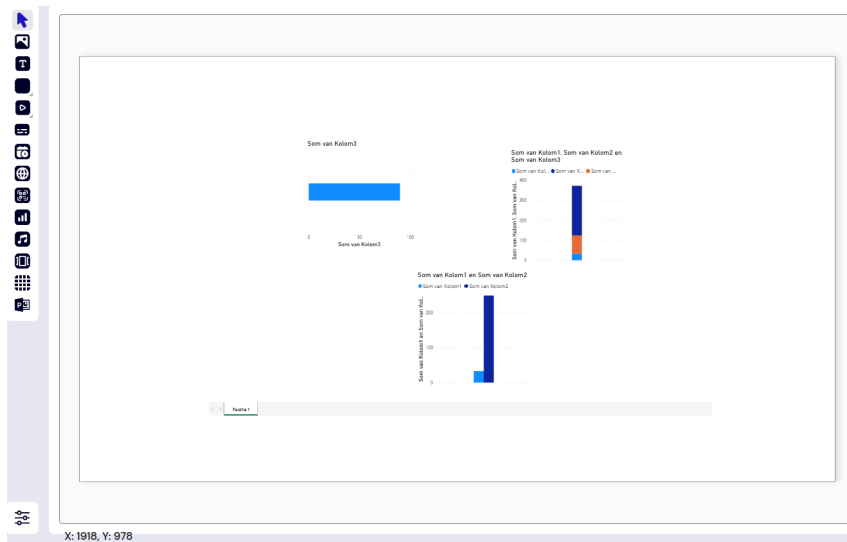 Som van Kolom3
0 50 100
Som van Kolom3
Som van Kolom1, Som van Kolom2 en
Som van Kolom3
Som van Kol... Som van K... Som van ...
Som van Kolom1, Som van Kol...
400
300
200
100
0
Som van Kolom1 en Som van Kolom2
Som van Kolom1 Som van Kolom2
Som van Kolom1 en Som van Kol...
200
100
0
Pagina 1
X: 1918, Y: 978